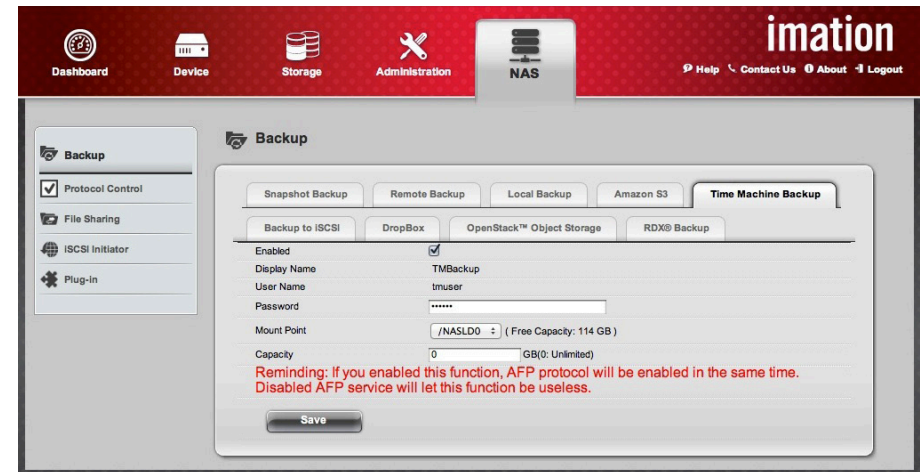 imation
Dashboard
Device
Storage
Administration
NAS
Help Contact Us About Logout
Backup
Protocol Control
File Sharing
iSCSI Initiator
Plug-in
Backup
Snapshot Backup
Remote Backup
Local Backup
Amazon S3
Time Machine Backup
Backup to iSCSI
DropBox
OpenStack™ Object Storage
RDX® Backup
Enabled
Display Name TMBackup
User Name tmuser
Password ••••••
Mount Point /NASLD0 ( Free Capacity: 114 GB )
Capacity 0 GB(0: Unlimited)
Reminding: If you enabled this function, AFP protocol will be enabled in the same time.
Disabled AFP service will let this function be useless.
Save